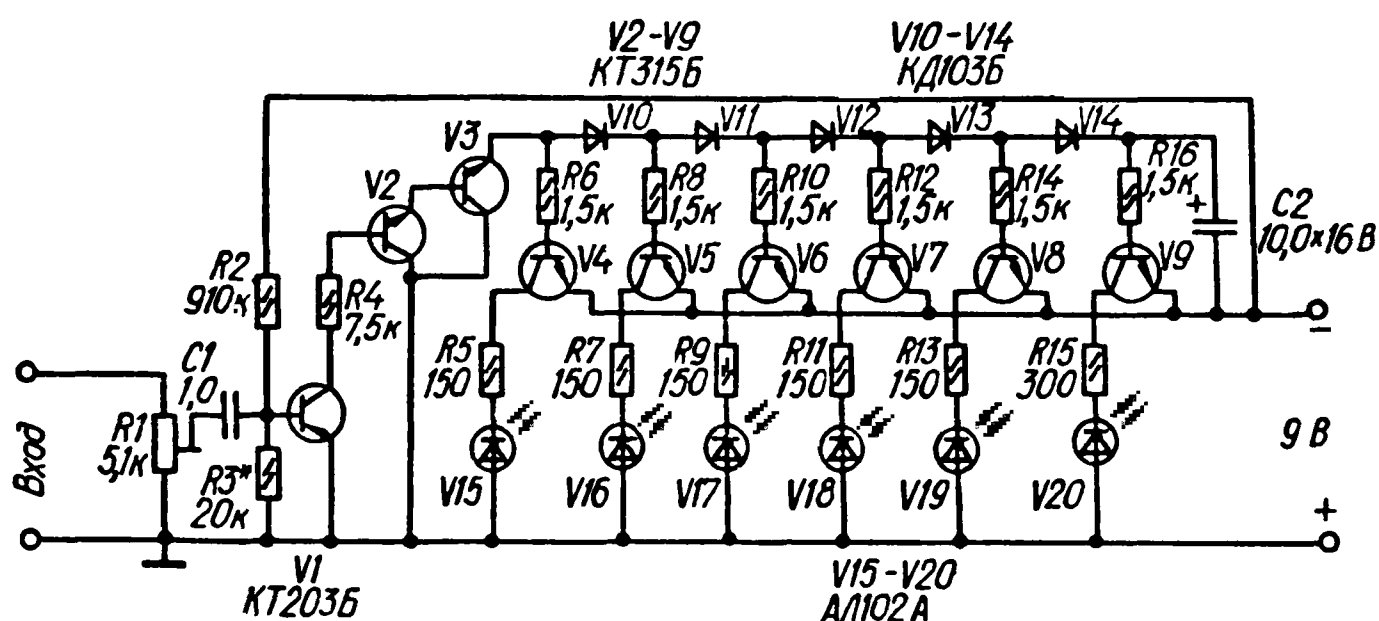 V2-V9
КТ315Б
V10-V14
КД103Б
V10
V11
V12
V13
V14
V3
V2
R6
1,5к
R8
1,5к
R10
1,5к
R12
1,5к
R14
1,5к
R16
1,5к
+
C2
10,0×16 В
V4
V5
V6
V7
V8
V9
R2
910к
R4
7,5к
C1
1,0
R5
150
R7
150
R9
150
R11
150
R13
150
R15
300
−
Вход
R1
5,1к
R3*
20к
V15
V16
V17
V18
V19
V20
9 В
+
V1
КТ203Б
V15-V20
АЛ102А